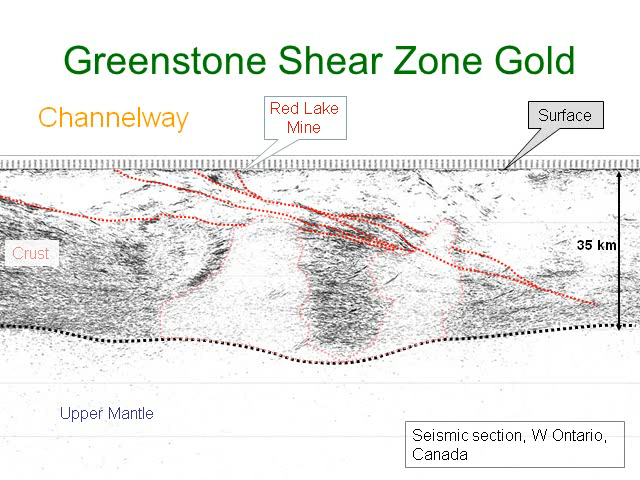 Greenstone Shear Zone Gold
Channelway
Red Lake
Mine
Surface
Crust
35 km
Upper Mantle
Seismic section, W Ontario,
Canada